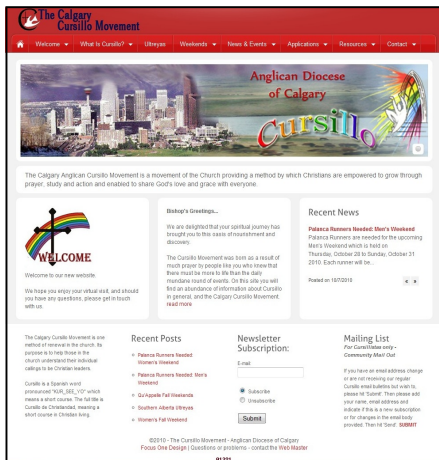 The Calgary
Cursillo Movement
Welcome What Is Cursillo? Ultreyas Weekends News & Events Applications Resources Contact
Anglican Diocese
of Calgary
Cursillo
The Calgary Anglican Cursillo Movement is a movement of the Church providing a method by which Christians are empowered to grow through
prayer, study and action and enabled to share God's love and grace with everyone.
WELCOME
Welcome to our new website.
We hope you enjoy your virtual visit, and should
you have any questions, please get in touch
with us.
Bishop's Greetings...
We are delighted that your spiritual journey has
brought you to this oasis of nourishment and
discovery.
The Cursillo Movement was born as a result of
much prayer by people like you who knew that
there must be more to life than the daily
mundane round of events. On this site you will
find an abundance of information about Cursillo
in general, and the Calgary Cursillo Movement.
read more
Recent News
Palanca Runners Needed: Men's Weekend
Palanca Runners are needed for the upcoming
Men's Weekend which is held on
Thursday, October 28 to Sunday, October 31
2010. Each runner will be...
Posted on 10/7/2010
The Calgary Cursillo Movement is one
method of renewal in the church. Its
purpose is to help those in the
church understand their individual
callings to be Christian leaders.
Cursillo is a Spanish word
pronounced "KUR_SEE_YO" which
means a short course. The full title is
Cursillo de Cristiandad, meaning a
short course in Christian living.
Recent Posts
Palanca Runners Needed:
Women's Weekend
Palanca Runners Needed: Men's
Weekend
Qu'Appelle Fall Weekends
Southern Alberta Ultreyas
Women's Fall Weekend
Newsletter
Subscription:
E-mail
Subscribe
Unsubscribe
Submit
Mailing List
For Cursillistas only -
Community Mail Out
If you have an email address change
or are not receiving our regular
Cursillo email bulletins but wish to,
please hit 'Submit'. Then please add
your name, email address and
indicate if this is a new subscription
or for changes in the email body
provided. Then hit 'Send'. SUBMIT
©2010 - The Cursillo Movement - Anglican Diocese of Calgary
Focus One Design | Questions or problems - contact the Web Master
91221